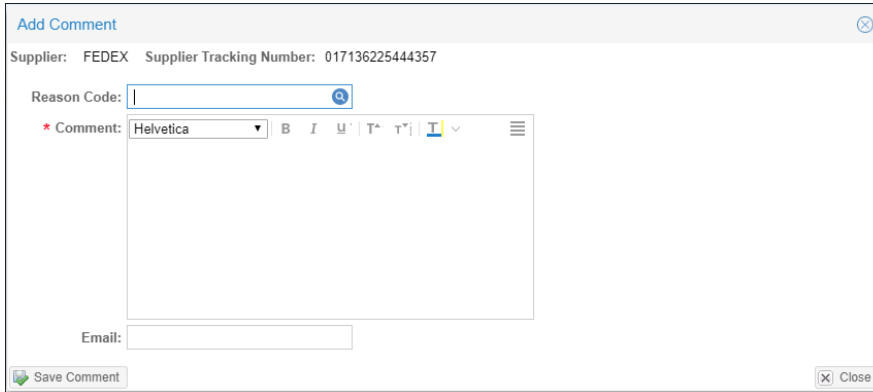 Add Comment
Supplier: FEDEX Supplier Tracking Number: 017136225444357
Reason Code:
* Comment: Helvetica B I U T T T
Email:
Save Comment Close